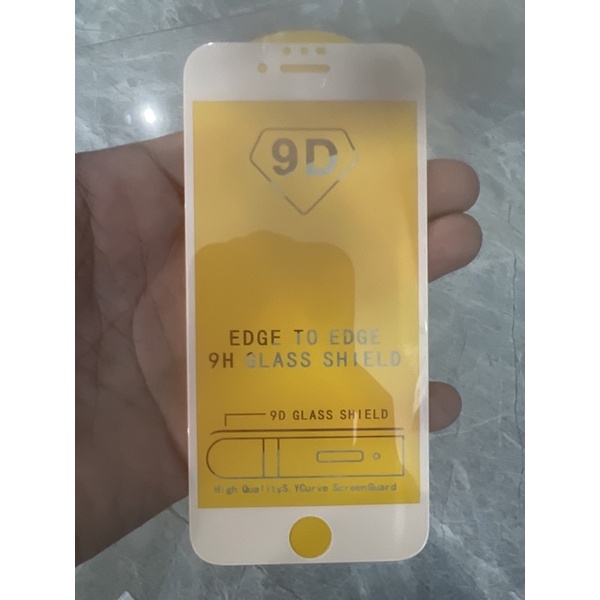 9D
EDGE TO EDGE
9H GLASS SHIELD
9D GLASS SHIELD
High QualityS YCurve ScreenGuard